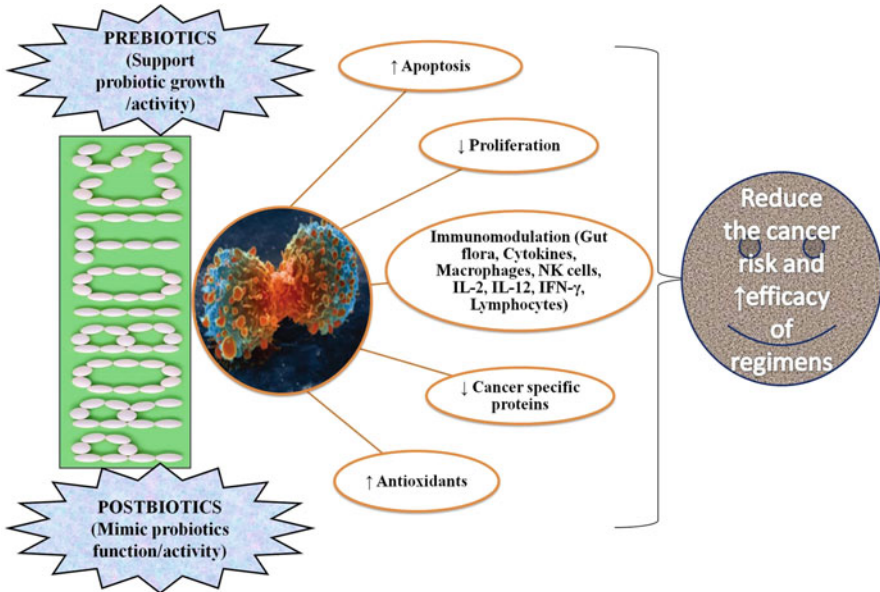 PREBIOTICS
(Support
probiotic growth
/activity)
PROBIOTICS
POSTBIOTICS
(Mimic probiotics
function/activity)
↑ Apoptosis
↓ Proliferation
Immunomodulation (Gut
flora, Cytokines,
Macrophages, NK cells,
IL-2, IL-12, IFN-γ,
Lymphocytes)
↓ Cancer specific
proteins
↑ Antioxidants
Reduce
the cancer
risk and
↑efficacy
of
regimens